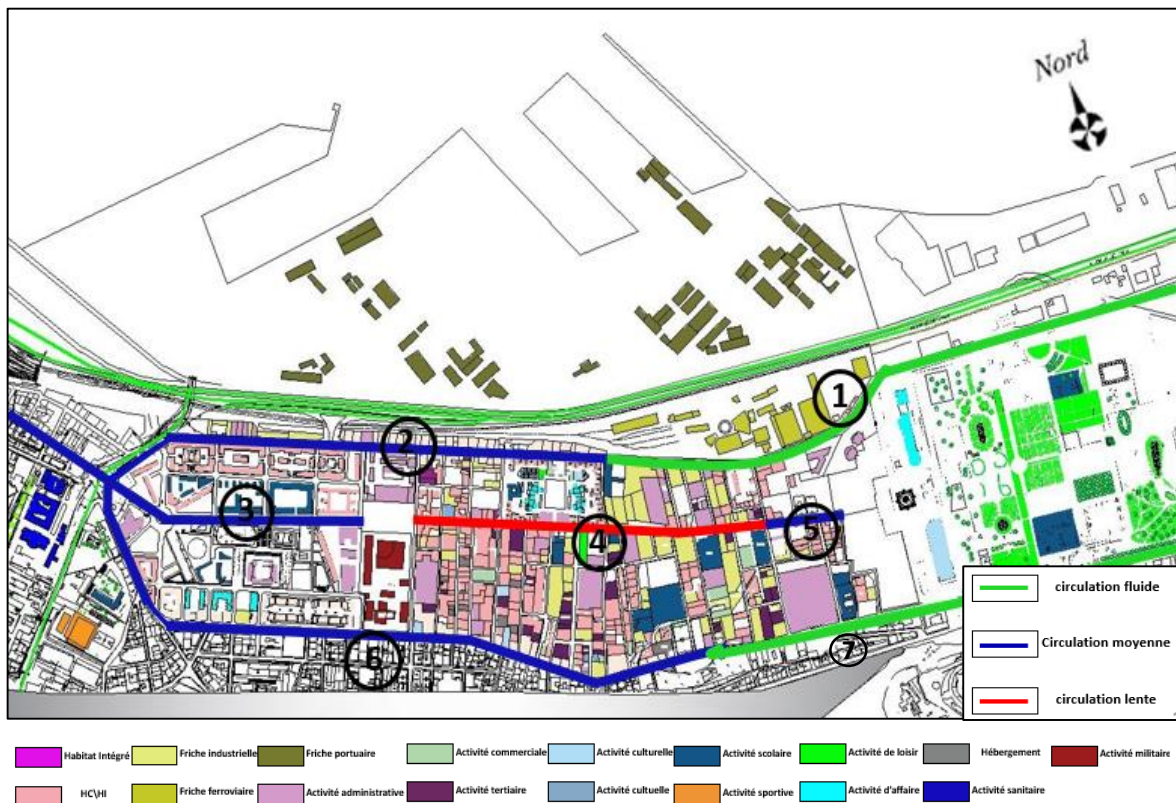 Nord
1
2
3
4
5
6
7
circulation fluide
Circulation moyenne
circulation lente
Habitat Intégré
Friche industrielle
Friche portuaire
Activité commerciale
Activité culturelle
Activité scolaire
Activité de loisir
Hébergement
Activité militaire
HC\HI
Friche ferroviaire
Activité administrative
Activité tertiaire
Activité cultuelle
Activité sportive
Activité d'affaire
Activité sanitaire